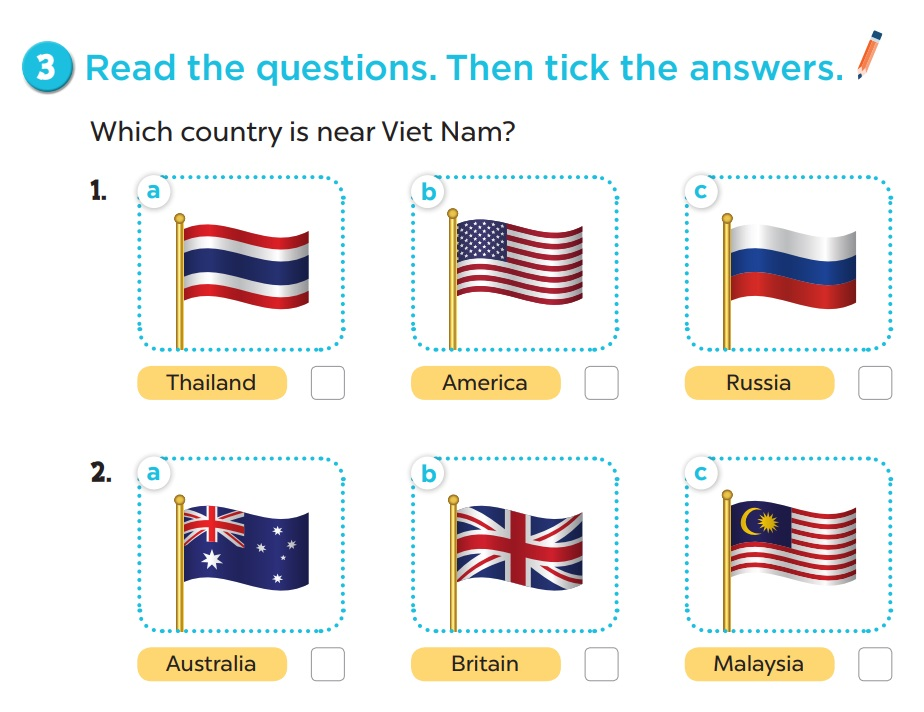 3 Read the questions. Then tick the answers.
Which country is near Viet Nam?
1.
a b c
Thailand America Russia
2.
a b c
Australia Britain Malaysia